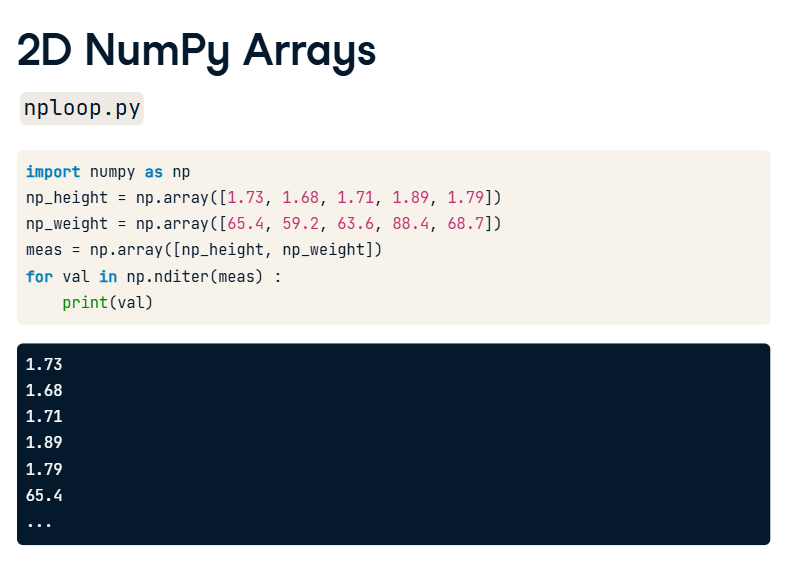 2D NumPy Arrays
nploop.py
import numpy as np
np_height = np.array([1.73, 1.68, 1.71, 1.89, 1.79])
np_weight = np.array([65.4, 59.2, 63.6, 88.4, 68.7])
meas = np.array([np_height, np_weight])
for val in np.nditer(meas) :
    print(val)
1.73
1.68
1.71
1.89
1.79
65.4
...